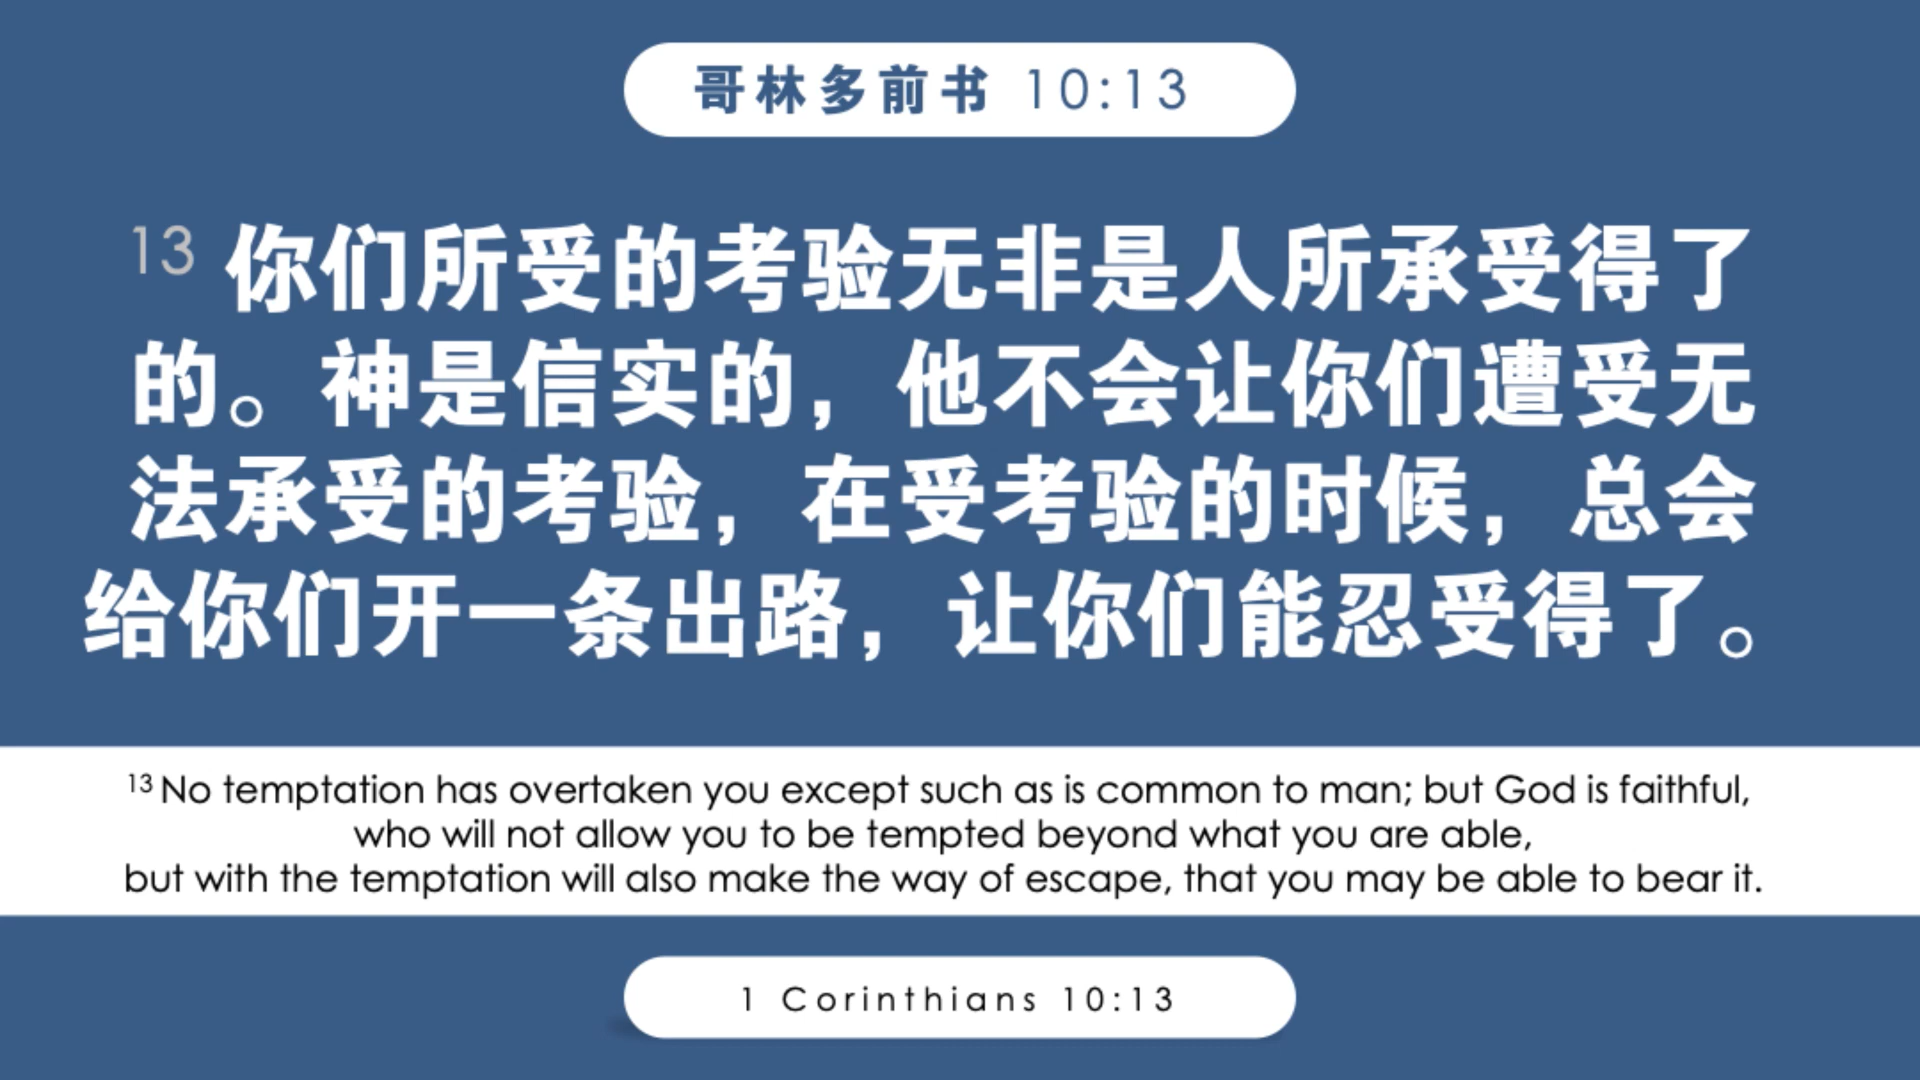 哥林多前书 10:13
13 你们所受的考验无非是人所承受得了
的。神是信实的，他不会让你们遭受无
法承受的考验，在受考验的时候，总会
给你们开一条出路，让你们能忍受得了。
13 No temptation has overtaken you except such as is common to man; but God is faithful,
who will not allow you to be tempted beyond what you are able,
but with the temptation will also make the way of escape, that you may be able to bear it.
1 Corinthians 10:13